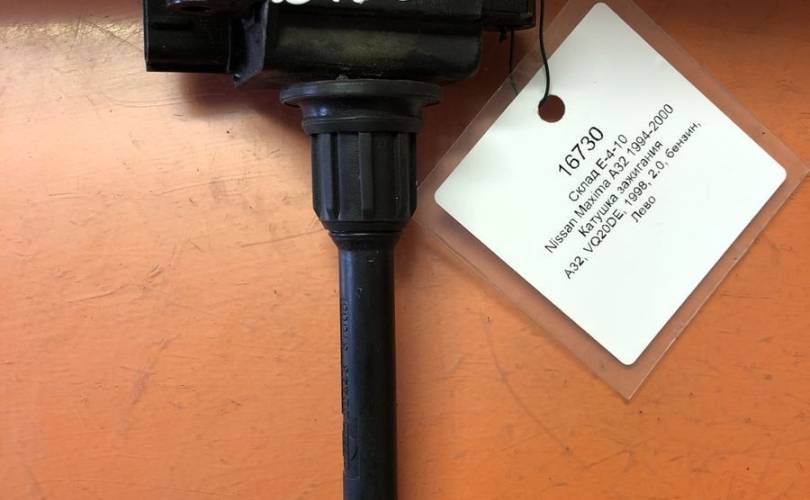 16730
Склад E-4-10
Nissan Maxima A32 1994-2000
Катушка зажигания
A32, VQ20DE, 1998, 2.0, бензин,
Лево